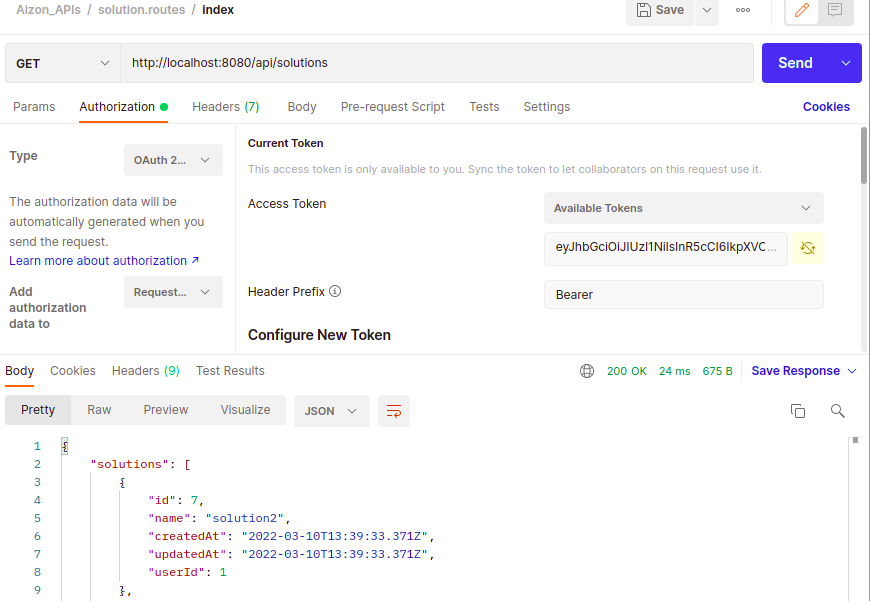 Aizon_APIs / solution.routes / index
Save
GET
http://localhost:8080/api/solutions
Send
Params Authorization Headers (7) Body Pre-request Script Tests Settings Cookies
Type
OAuth 2...
The authorization data will be
automatically generated when you
send the request.
Learn more about authorization ↗
Add
authorization
data to
Request...
Current Token
This access token is only available to you. Sync the token to let collaborators on this request use it.
Access Token
Available Tokens
eyJhbGciOiJIUzI1NiIsInR5cCI6IkpXVC...
Header Prefix
Bearer
Configure New Token
Body Cookies Headers (9) Test Results
200 OK 24 ms 675 B Save Response
Pretty Raw Preview Visualize JSON
1 {
2 "solutions": [
3 {
4 "id": 7,
5 "name": "solution2",
6 "createdAt": "2022-03-10T13:39:33.371Z",
7 "updatedAt": "2022-03-10T13:39:33.371Z",
8 "userId": 1
9 },